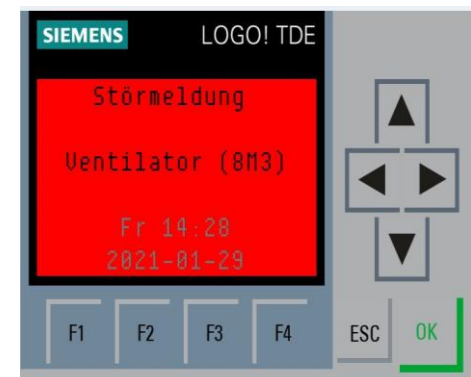 SIEMENS LOGO! TDE
Störmeldung
Ventilator (8M3)
Fr 14:28
2021-01-29
F1 F2 F3 F4 ESC OK